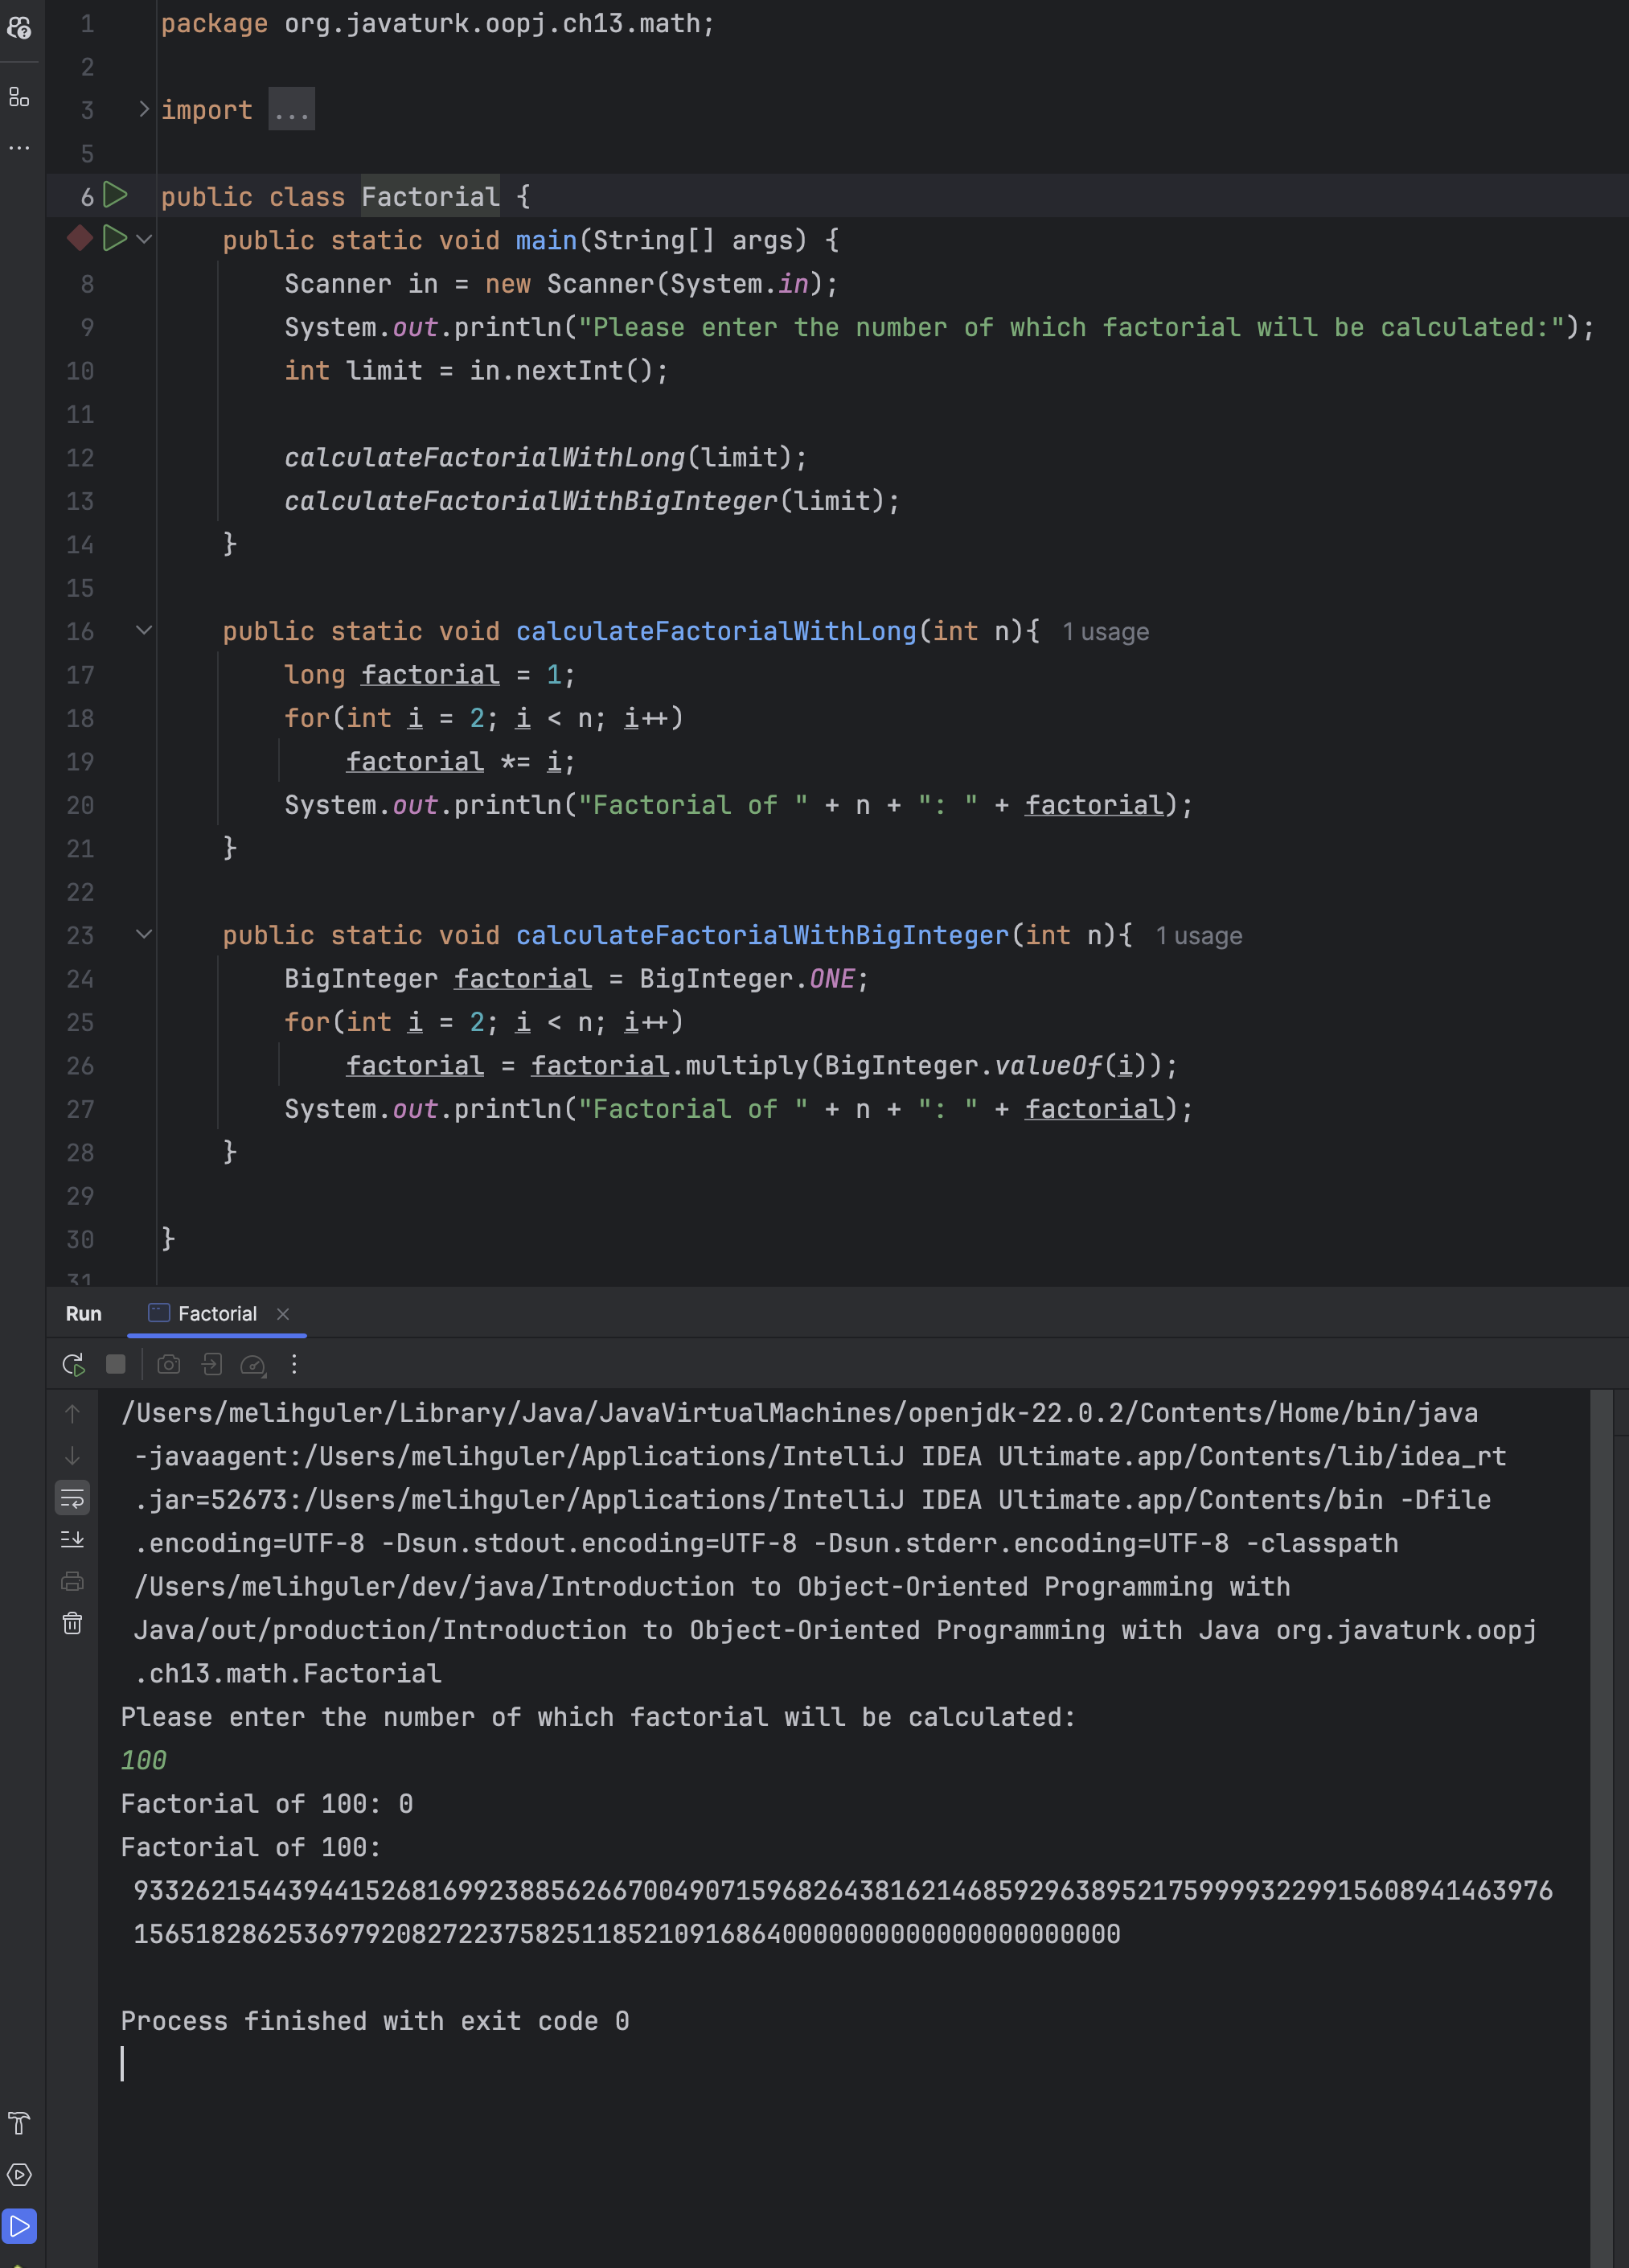 1 package org.javaturk.oopj.ch13.math;
2
3 import ...
5
6 public class Factorial {
public static void main(String[] args) {
8 Scanner in = new Scanner(System.in);
9 System.out.println("Please enter the number of which factorial will be calculated:");
10 int limit = in.nextInt();
11
12 calculateFactorialWithLong(limit);
13 calculateFactorialWithBigInteger(limit);
14 }
15
16 public static void calculateFactorialWithLong(int n){ 1 usage
17 long factorial = 1;
18 for(int i = 2; i < n; i++)
19 factorial *= i;
20 System.out.println("Factorial of " + n + ": " + factorial);
21 }
22
23 public static void calculateFactorialWithBigInteger(int n){ 1 usage
24 BigInteger factorial = BigInteger.ONE;
25 for(int i = 2; i < n; i++)
26 factorial = factorial.multiply(BigInteger.valueOf(i));
27 System.out.println("Factorial of " + n + ": " + factorial);
28 }
29
30 }
31
Run Factorial
/Users/melihguler/Library/Java/JavaVirtualMachines/openjdk-22.0.2/Contents/Home/bin/java
-javaagent:/Users/melihguler/Applications/IntelliJ IDEA Ultimate.app/Contents/lib/idea_rt
.jar=52673:/Users/melihguler/Applications/IntelliJ IDEA Ultimate.app/Contents/bin -Dfile
.encoding=UTF-8 -Dsun.stdout.encoding=UTF-8 -Dsun.stderr.encoding=UTF-8 -classpath
/Users/melihguler/dev/java/Introduction to Object-Oriented Programming with
Java/out/production/Introduction to Object-Oriented Programming with Java org.javaturk.oopj
.ch13.math.Factorial
Please enter the number of which factorial will be calculated:
100
Factorial of 100: 0
Factorial of 100:
933262154439441526816992388562667004907159682643816214685929638952175999932299156089414639761
5651828625369792082722375825118521091686400000000000000000000000
Process finished with exit code 0